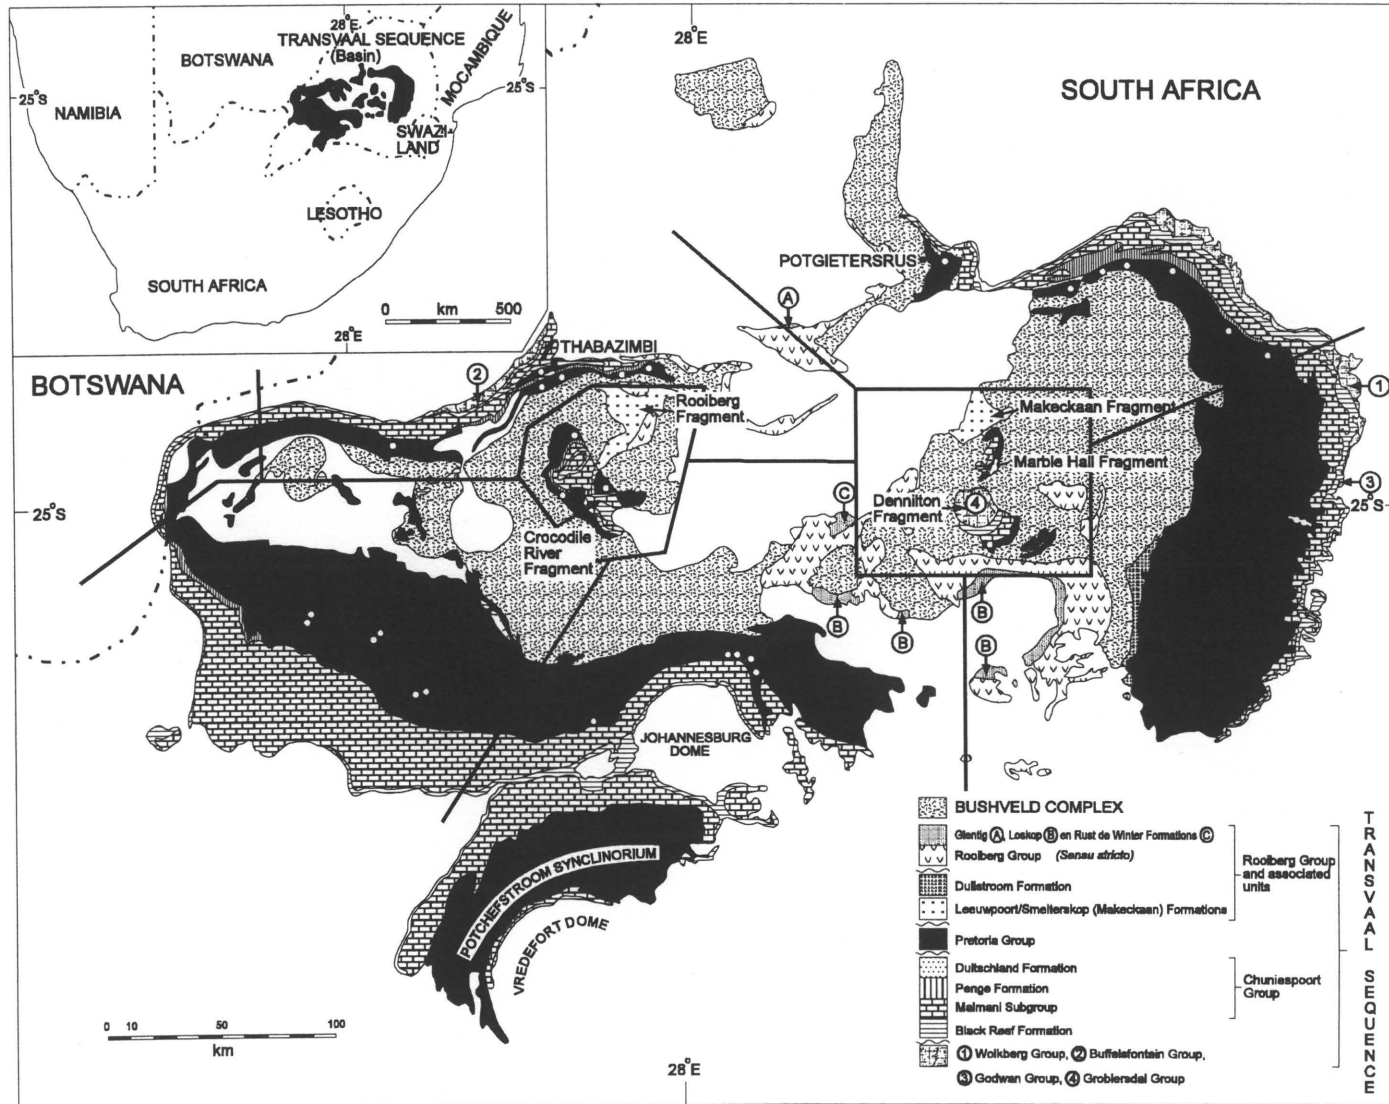 28°E
TRANSVAAL SEQUENCE
(Basin)
BOTSWANA
MOCAMBIQUE
25°S
25°S
NAMIBIA
SWAZI-
LAND
LESOTHO
SOUTH AFRICA
0 km 500
28°E
28°E
SOUTH AFRICA
POTGIETERSRUS
A
THABAZIMBI
BOTSWANA
2
1
Rooiberg
Fragment
Makeckaan Fragment
Marble Hall Fragment
3
25°S
25°S
C
Dennilton
Fragment
4
Crocodile
River
Fragment
B
B
B
B
JOHANNESBURG
DOME
POTCHEFSTROOM SYNCLINORIUM
VREDEFORT DOME
0 10 50 100
km
28°E
BUSHVELD COMPLEX
Glentig A, Loskop B en Rust de Winter Formations C
Rooiberg Group (Sensu stricto)
Dullstroom Formation
Leeuwpoort/Smelterskop (Makeckaan) Formations
Rooiberg Group
and associated
units
Pretoria Group
Duitschland Formation
Penge Formation
Malmani Subgroup
Chuniespoort
Group
Black Reef Formation
1 Wolkberg Group, 2 Buffelsfontain Group,
3 Godwan Group, 4 Groblersdal Group
TRANSVAAL SEQUENCE